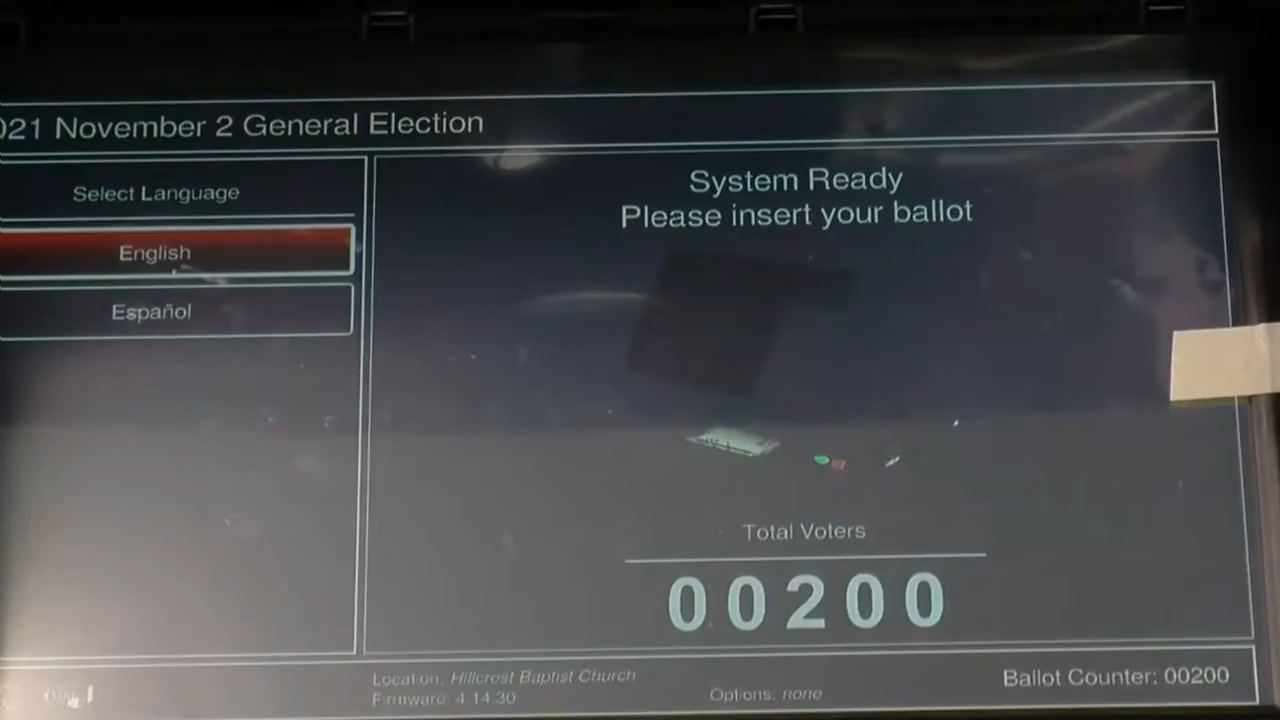 021 November 2 General Election
Select Language
English
Español
System Ready
Please insert your ballot
Total Voters
00200
Location: Hillcrest Baptist Church
Firmware: 4.14.30
Options: none
Ballot Counter: 00200